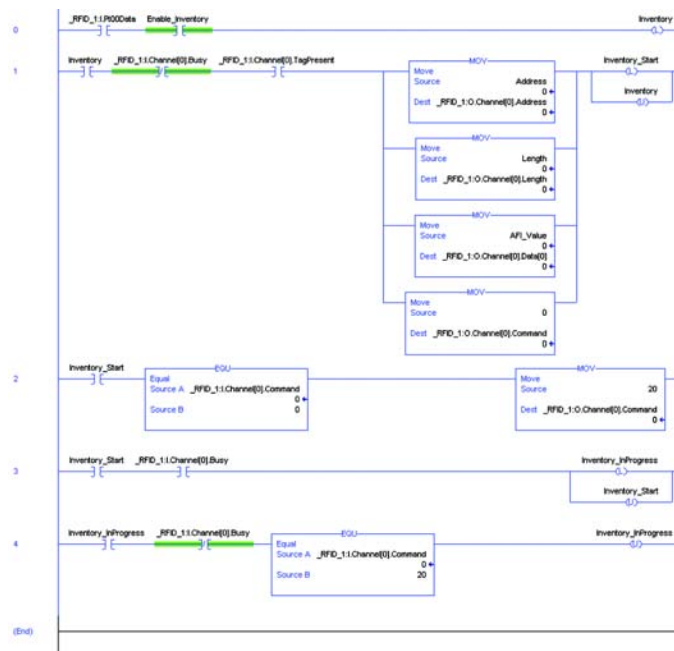 _RFID_1:I.Pt00Data Enable_Inventory Inventory
0
Inventory _RFID_1:I.Channel[0].Busy _RFID_1:I.Channel[0].TagPresent Inventory_Start
1
MOV
Move
Source Address
0
Dest _RFID_1:O.Channel[0].Address
0
Inventory
MOV
Move
Source Length
0
Dest _RFID_1:O.Channel[0].Length
0
MOV
Move
Source AFI_Value
0
Dest _RFID_1:O.Channel[0].Data[0]
0
MOV
Move
Source 0
Dest _RFID_1:O.Channel[0].Command
0
Inventory_Start
2
EQU
Equal
Source A _RFID_1:I.Channel[0].Command
0
Source B 0
MOV
Move
Source 20
Dest _RFID_1:O.Channel[0].Command
0
Inventory_Start _RFID_1:I.Channel[0].Busy Inventory_InProgress
3
Inventory_Start
Inventory_InProgress _RFID_1:I.Channel[0].Busy Inventory_InProgress
4
EQU
Equal
Source A _RFID_1:I.Channel[0].Command
0
Source B 20
(End)